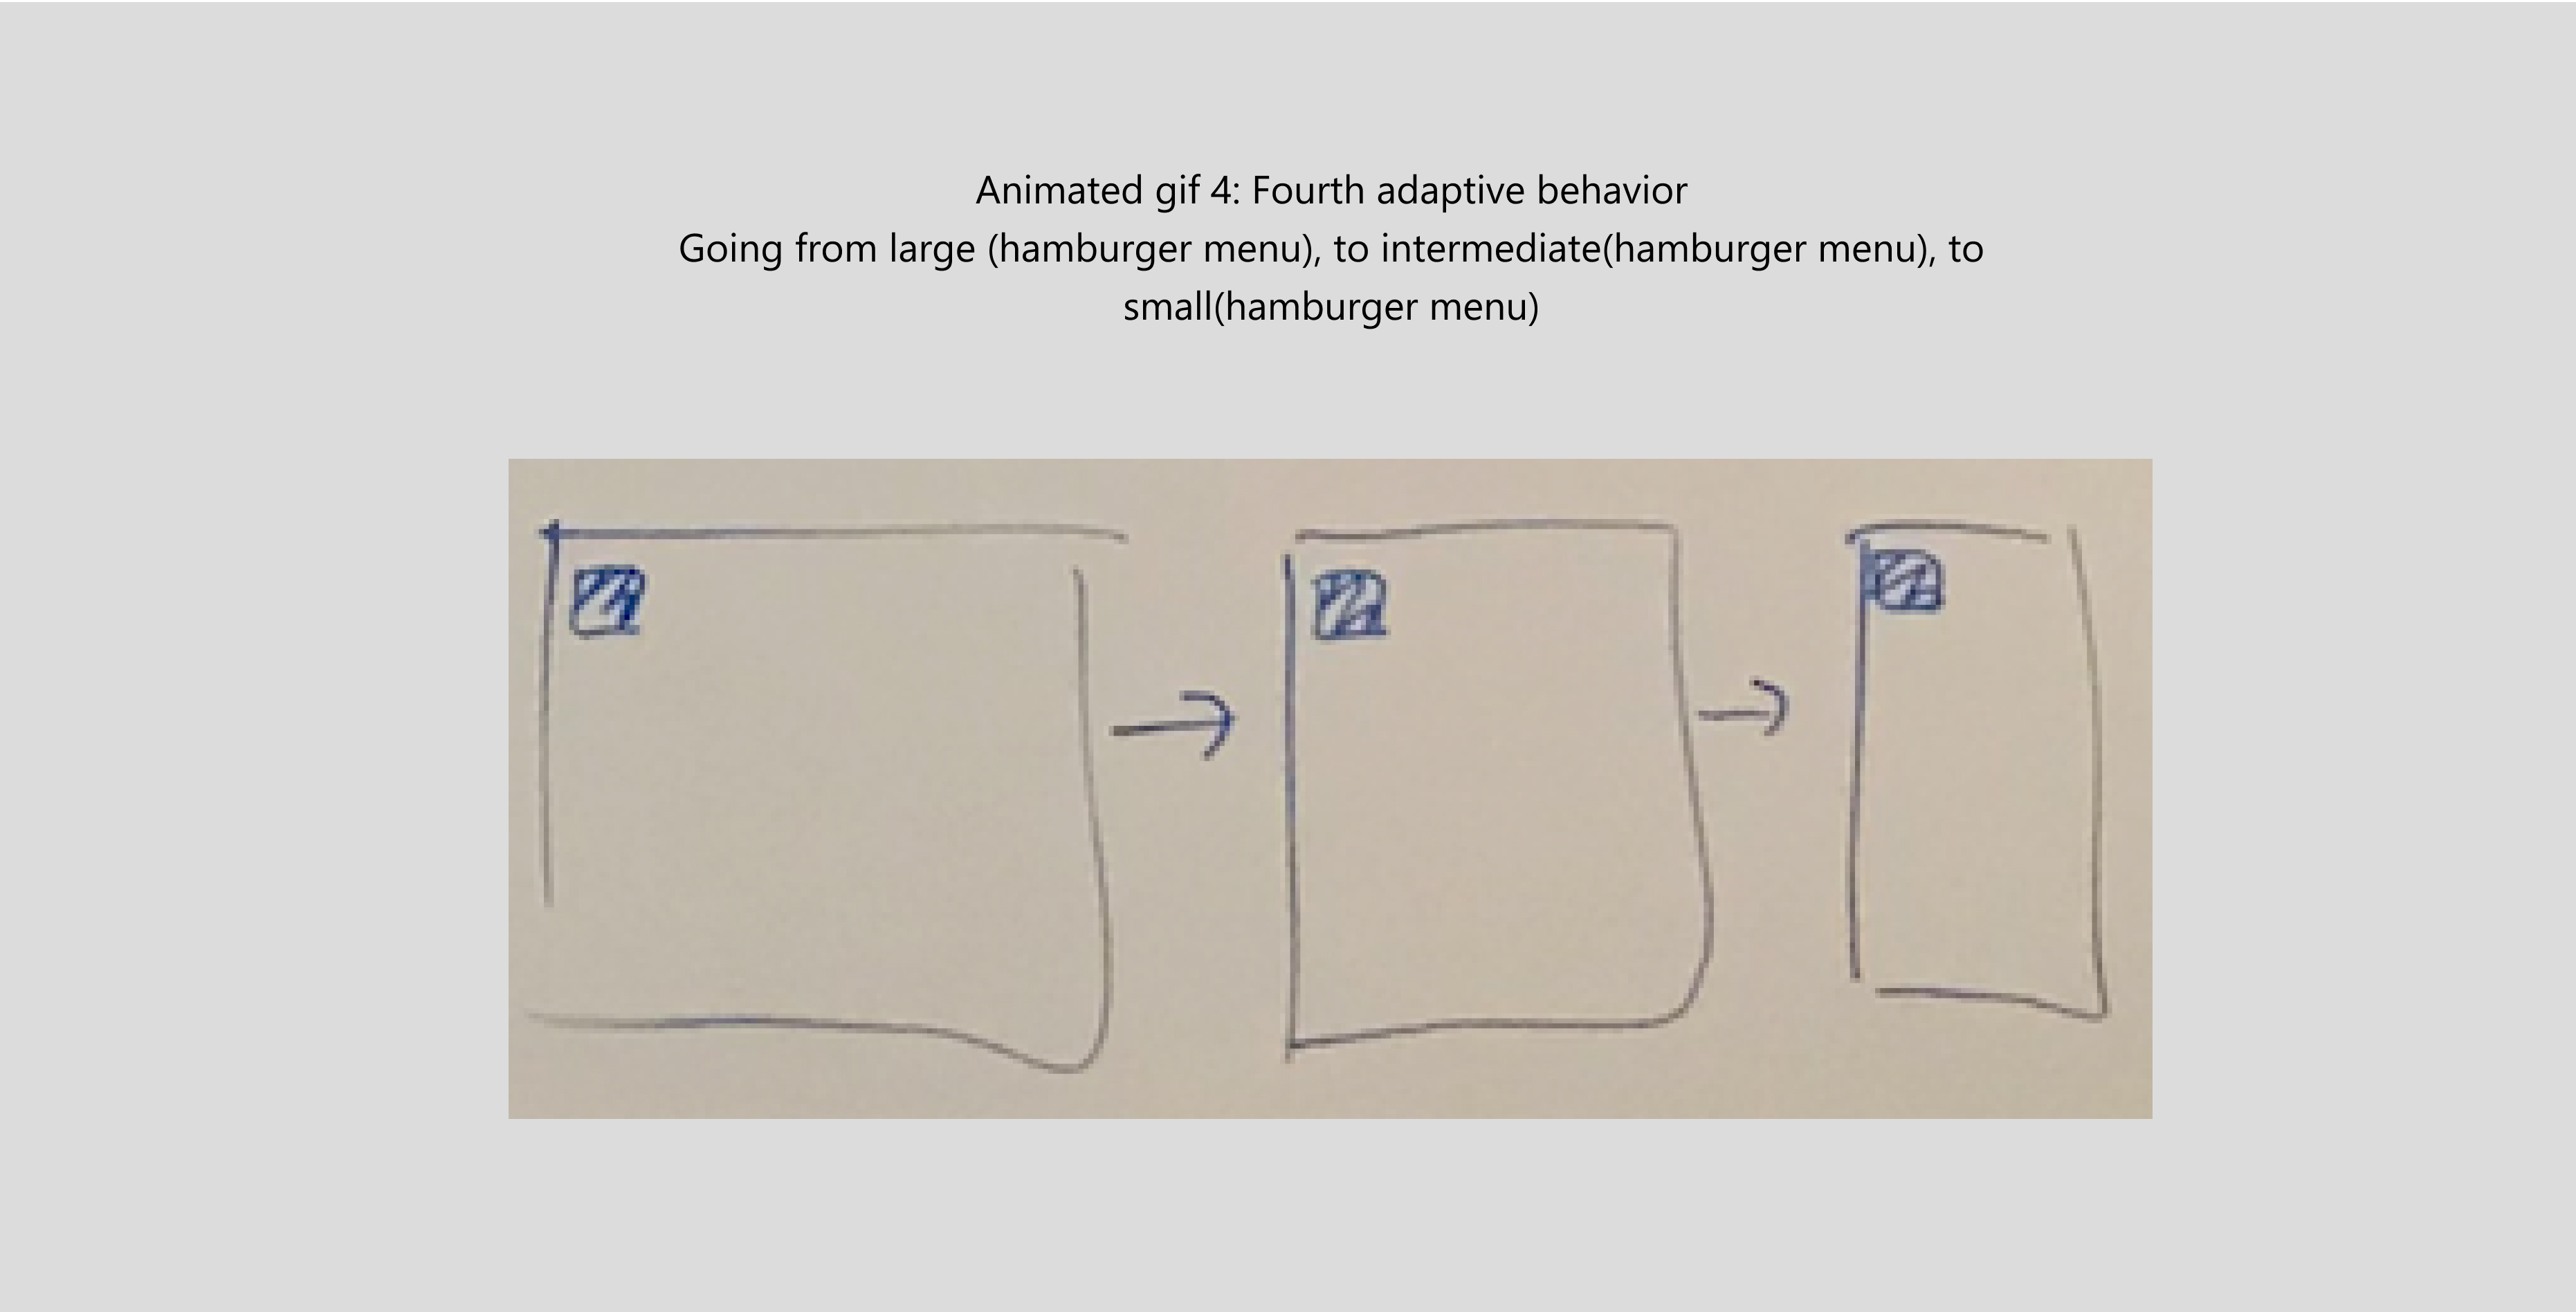 Animated gif 4: Fourth adaptive behavior
Going from large (hamburger menu), to intermediate(hamburger menu), to
small(hamburger menu)